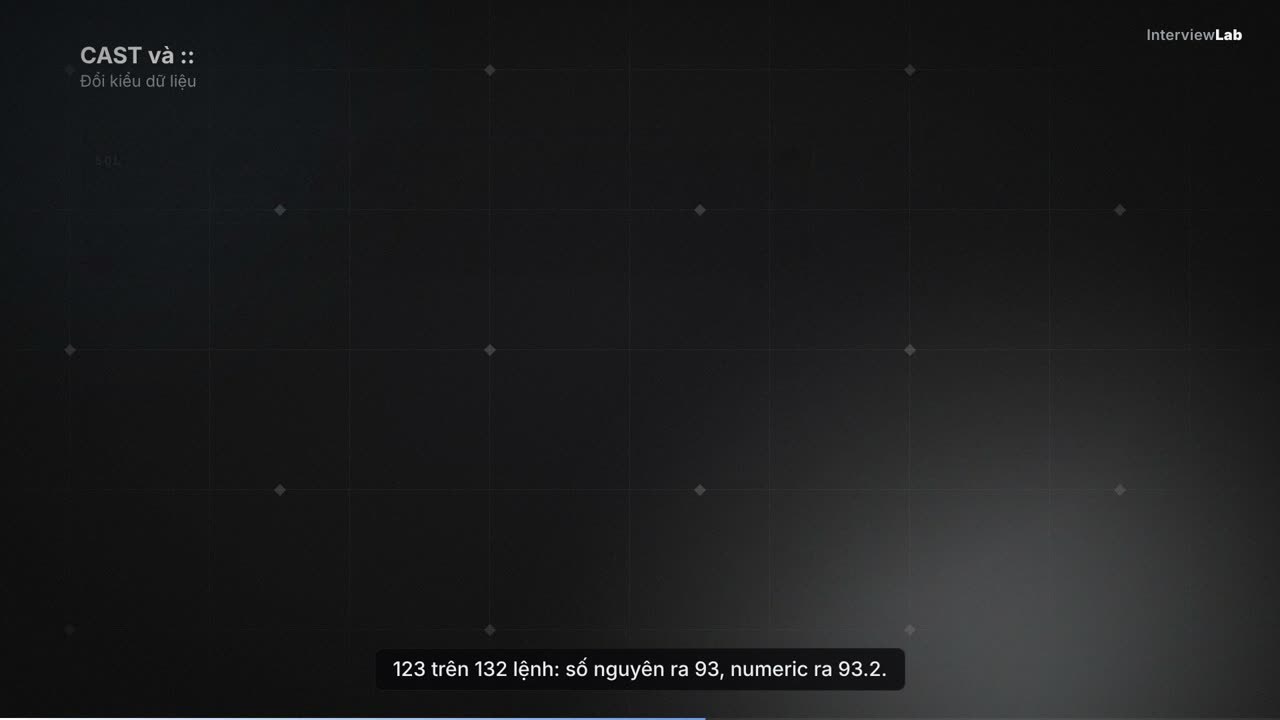 CAST và ::
Đổi kiểu dữ liệu
InterviewLab
SQL
123 trên 132 lệnh: số nguyên ra 93, numeric ra 93.2.